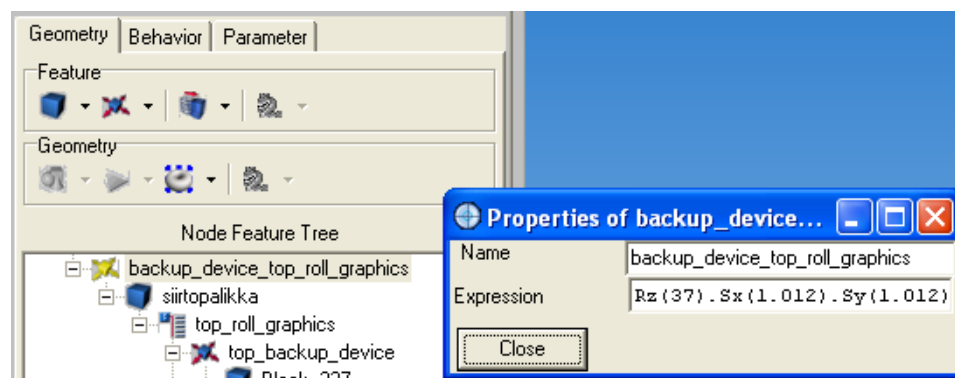 Geometry Behavior Parameter
Feature
Geometry
Node Feature Tree
backup_device_top_roll_graphics
siirtopalikka
top_roll_graphics
top_backup_device
Properties of backup_device...
Name backup_device_top_roll_graphics
Expression Rz(37).Sx(1.012).Sy(1.012)
Close